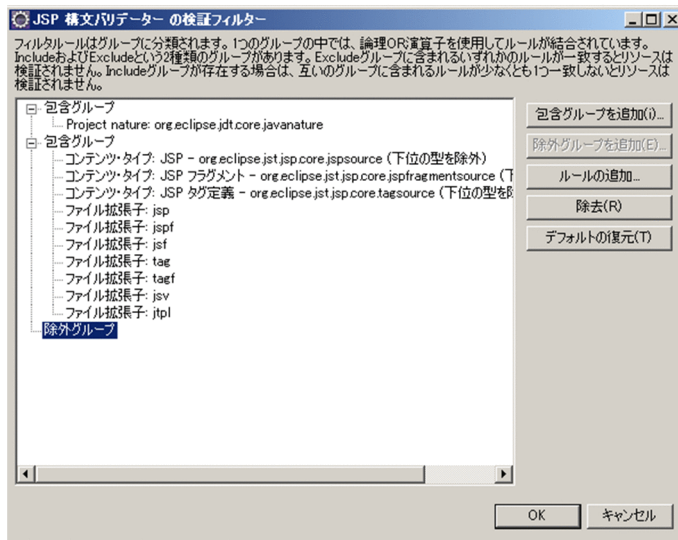 JSP 構文バリデーター の検証フィルター
フィルタルールはグループに分類されます。1つのグループの中では、論理OR演算子を使用してルールが結合されています。
IncludeおよびExcludeという2種類のグループがあります。Excludeグループに含まれるいずれかのルールが一致するとリソースは
検証されません。Includeグループが存在する場合は、互いのグループに含まれるルールが少なくとも1つ一致しないとリソースは
検証されません。
包含グループ
Project nature: org.eclipse.jdt.core.javanature
包含グループ
コンテンツ・タイプ: JSP - org.eclipse.jst.jsp.core.jspsource (下位の型を除外)
コンテンツ・タイプ: JSP フラグメント - org.eclipse.jst.jsp.core.jspfragmentsource (下
コンテンツ・タイプ: JSP タグ定義 - org.eclipse.jst.jsp.core.tagsource (下位の型を除
ファイル拡張子: jsp
ファイル拡張子: jspf
ファイル拡張子: jsf
ファイル拡張子: tag
ファイル拡張子: tagf
ファイル拡張子: jsv
ファイル拡張子: jtpl
除外グループ
包含グループを追加(i)...
除外グループを追加(E)...
ルールの追加...
除去(R)
デフォルトの復元(T)
OK
キャンセル